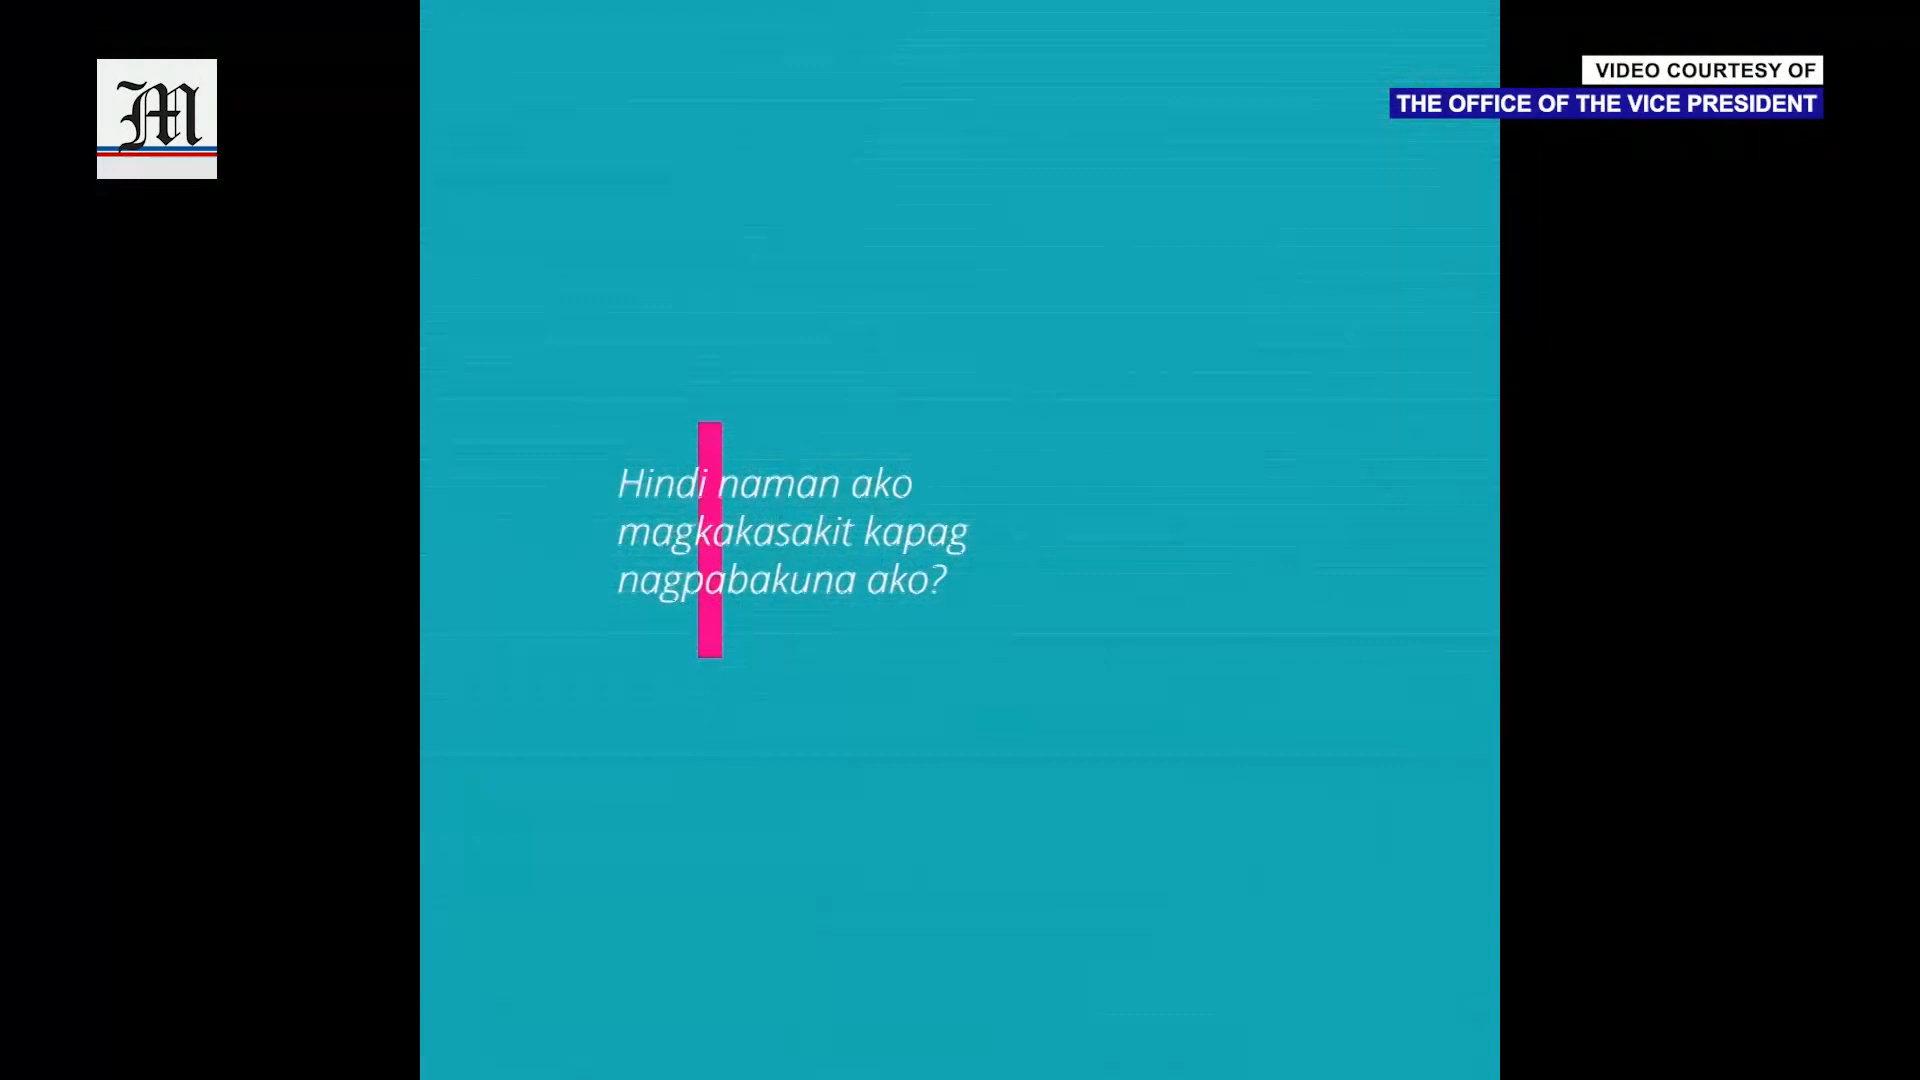 M
VIDEO COURTESY OF
THE OFFICE OF THE VICE PRESIDENT
Hindi naman ako
magkakasakit kapag
nagpabakuna ako?